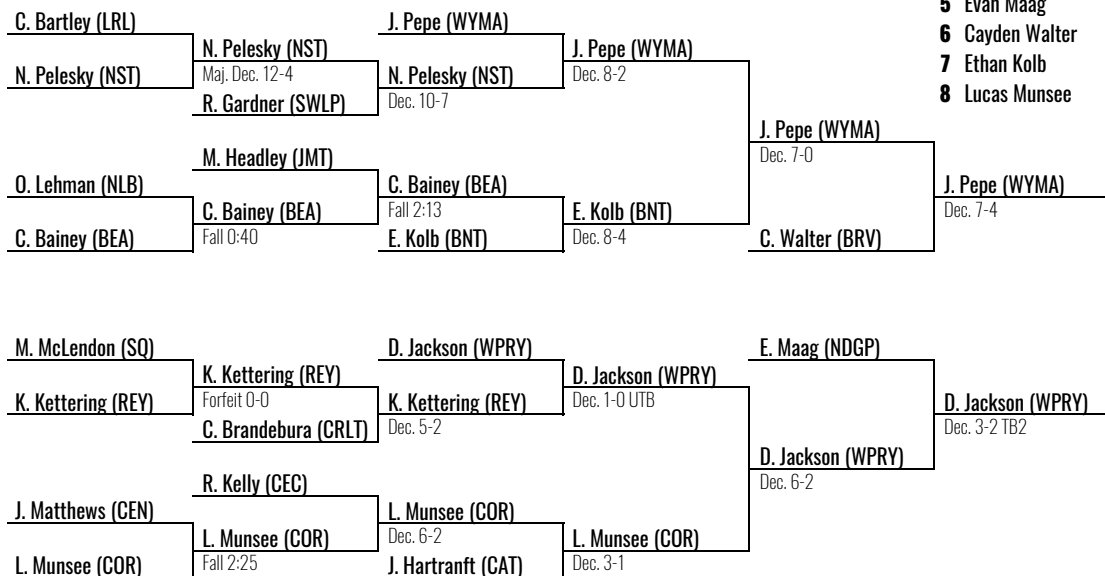 5 Evan Maag
6 Cayden Walter
7 Ethan Kolb
8 Lucas Munsee
C. Bartley (LRL)
N. Pelesky (NST)
N. Pelesky (NST)
Maj. Dec. 12-4
R. Gardner (SWLP)
J. Pepe (WYMA)
N. Pelesky (NST)
Dec. 10-7
J. Pepe (WYMA)
Dec. 8-2
M. Headley (JMT)
O. Lehman (NLB)
C. Bainey (BEA)
C. Bainey (BEA)
Fall 0:40
C. Bainey (BEA)
Fall 2:13
E. Kolb (BNT)
E. Kolb (BNT)
Dec. 8-4
J. Pepe (WYMA)
Dec. 7-0
C. Walter (BRV)
J. Pepe (WYMA)
Dec. 7-4
M. McLendon (SQ)
K. Kettering (REY)
K. Kettering (REY)
Forfeit 0-0
C. Brandebura (CRLT)
D. Jackson (WPRY)
K. Kettering (REY)
Dec. 5-2
D. Jackson (WPRY)
Dec. 1-0 UTB
R. Kelly (CEC)
J. Matthews (CEN)
L. Munsee (COR)
L. Munsee (COR)
Fall 2:25
L. Munsee (COR)
Dec. 6-2
J. Hartranft (CAT)
L. Munsee (COR)
Dec. 3-1
E. Maag (NDGP)
D. Jackson (WPRY)
Dec. 6-2
D. Jackson (WPRY)
Dec. 3-2 TB2